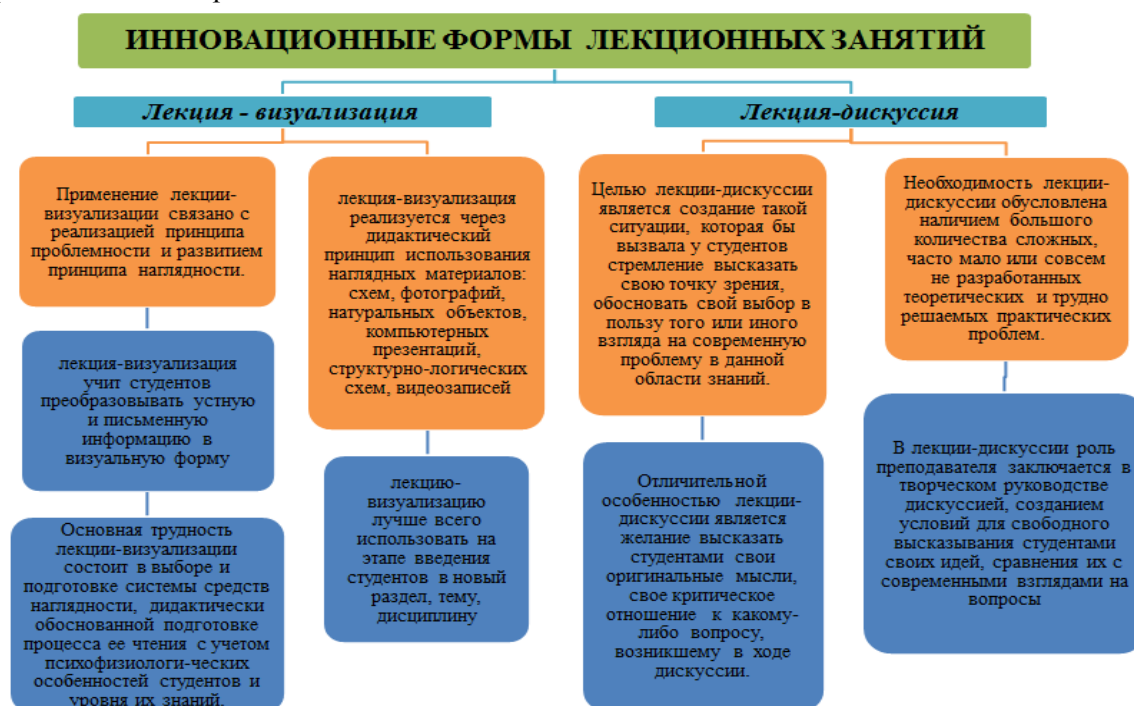 ИННОВАЦИОННЫЕ ФОРМЫ ЛЕКЦИОННЫХ ЗАНЯТИЙ
Лекция - визуализация
Применение лекции-
визуализации связано с
реализацией принципа
проблемности и развитием
принципа наглядности.
лекция-визуализация
учит студентов
преобразовывать устную
и письменную
информацию в
визуальную форму
Основная трудность
лекции-визуализации
состоит в выборе и
подготовке системы средств
наглядности, дидактически
обоснованной подготовке
процесса ее чтения с учетом
психофизиологи-ческих
особенностей студентов и
уровня их знаний.
лекция-визуализация
реализуется через
дидактический
принцип использования
наглядных материалов:
схем, фотографий,
натуральных объектов,
компьютерных
презентаций,
структурно-логических
схем, видеозаписей
лекцию-
визуализацию
лучше всего
использовать на
этапе введения
студентов в новый
раздел, тему,
дисциплину
Лекция-дискуссия
Целью лекции-дискуссии
является создание такой
ситуации, которая бы
вызвала у студентов
стремление высказать
свою точку зрения,
обосновать свой выбор в
пользу того или иного
взгляда на современную
проблему в данной
области знаний.
Отличительной
особенностью лекции-
дискуссии является
желание высказать
студентами свои
оригинальные мысли,
свое критическое
отношение к какому-
либо вопросу,
возникшему в ходе
дискуссии.
Необходимость лекции-
дискуссии обусловлена
наличием большого
количества сложных,
часто мало или совсем
не разработанных
теоретических и трудно
решаемых практических
проблем.
В лекции-дискуссии роль
преподавателя заключается в
творческом руководстве
дискуссией, созданием
условий для свободного
высказывания студентами
своих идей, сравнения их с
современными взглядами на
вопросы